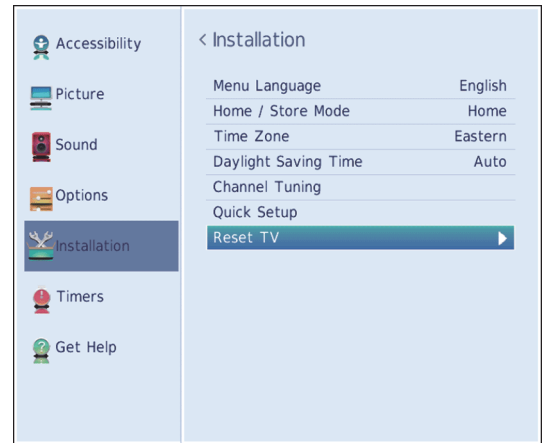 Accessibility
Picture
Sound
Options
Installation
Timers
Get Help
< Installation
Menu Language English
Home / Store Mode Home
Time Zone Eastern
Daylight Saving Time Auto
Channel Tuning
Quick Setup
Reset TV